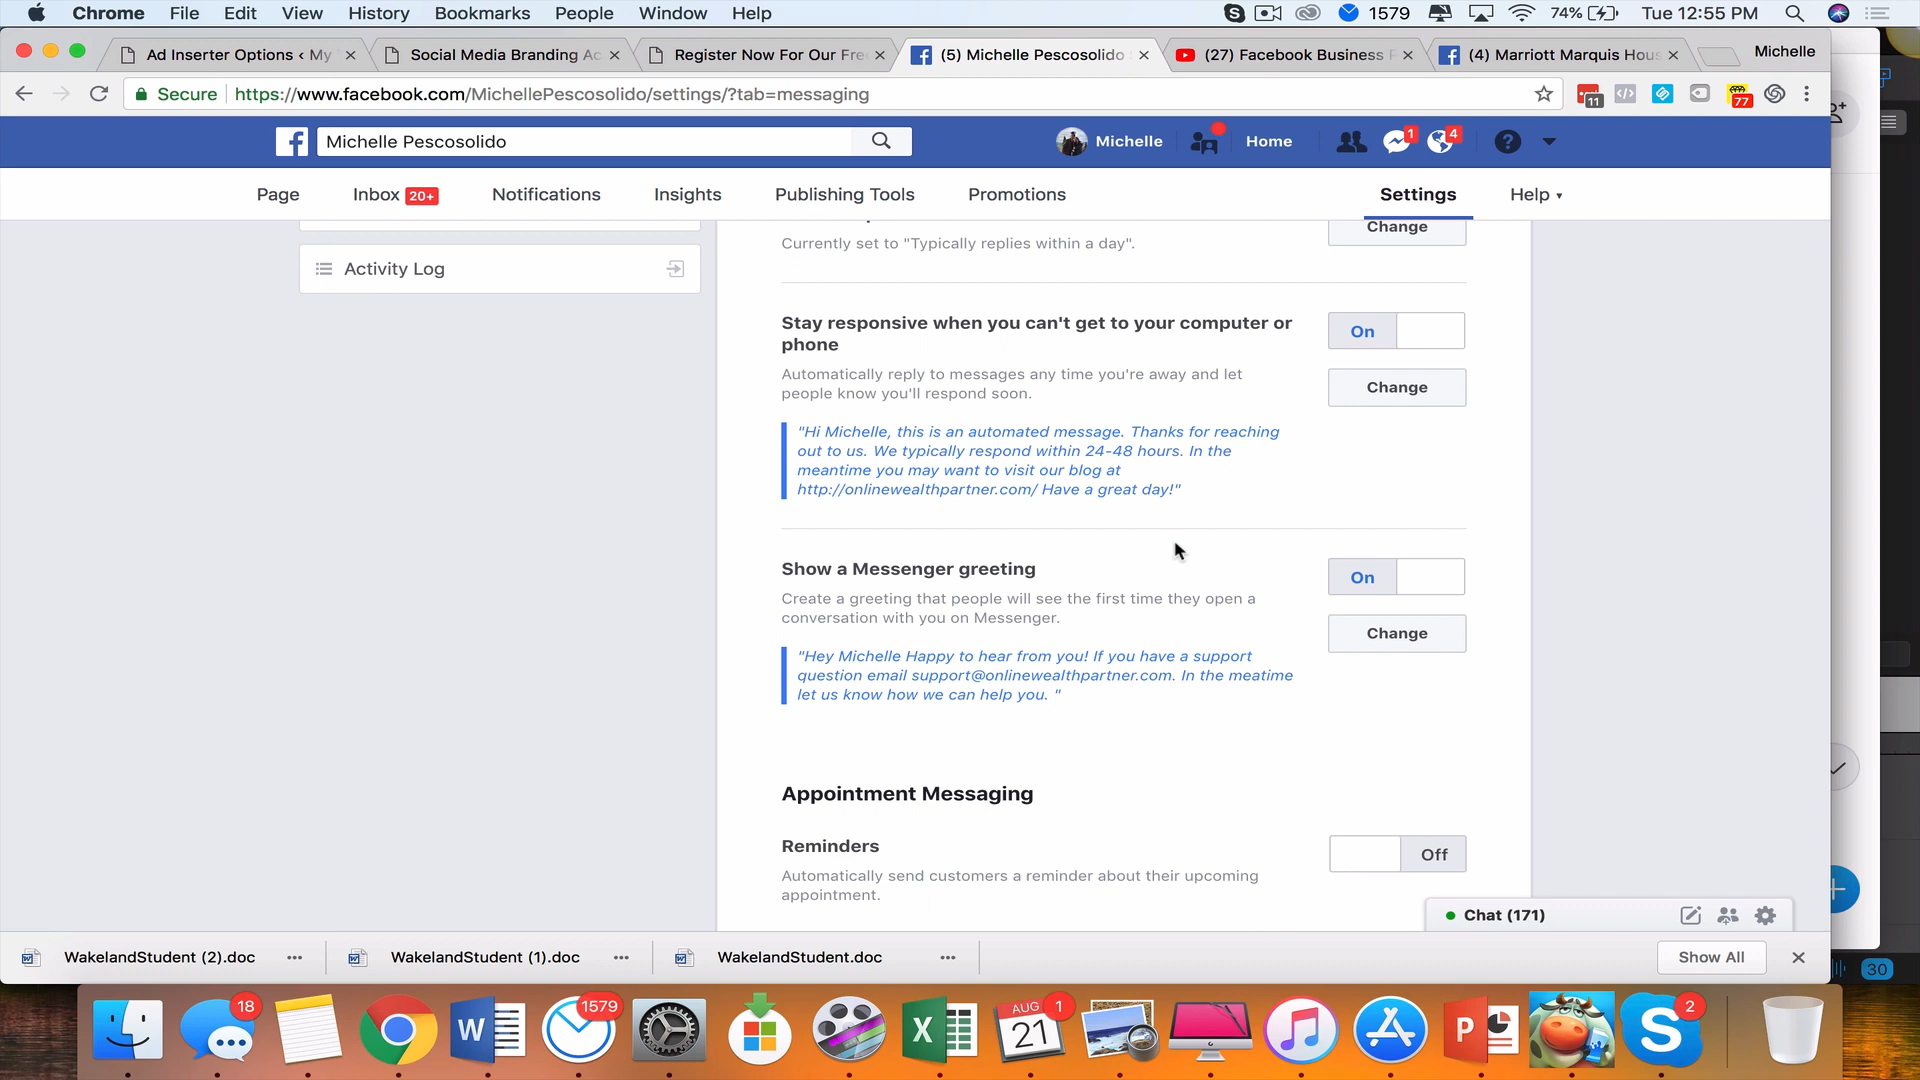 Chrome File Edit View History Bookmarks People Window Help 1579 74% Tue 12:55 PM
Ad Inserter Options ‹ My Social Media Branding Ac Register Now For Our Fre (5) Michelle Pescosolido (27) Facebook Business (4) Marriott Marquis Hous Michelle
Secure https://www.facebook.com/MichellePescosolido/settings/?tab=messaging 11 77
Michelle Pescosolido Michelle Home 1 4
Page Inbox 20+ Notifications Insights Publishing Tools Promotions Settings Help
Currently set to "Typically replies within a day". Change
Activity Log
Stay responsive when you can't get to your computer or
phone
On
Automatically reply to messages any time you're away and let
people know you'll respond soon.
Change
"Hi Michelle, this is an automated message. Thanks for reaching
out to us. We typically respond within 24-48 hours. In the
meantime you may want to visit our blog at
http://onlinewealthpartner.com/ Have a great day!"
Show a Messenger greeting
On
Create a greeting that people will see the first time they open a
conversation with you on Messenger.
Change
"Hey Michelle Happy to hear from you! If you have a support
question email support@onlinewealthpartner.com. In the meatime
let us know how we can help you. "
Appointment Messaging
Reminders
Off
Automatically send customers a reminder about their upcoming
appointment.
Chat (171)
WakelandStudent (2).doc WakelandStudent (1).doc WakelandStudent.doc Show All
30
18 1579 AUG 21 1 2